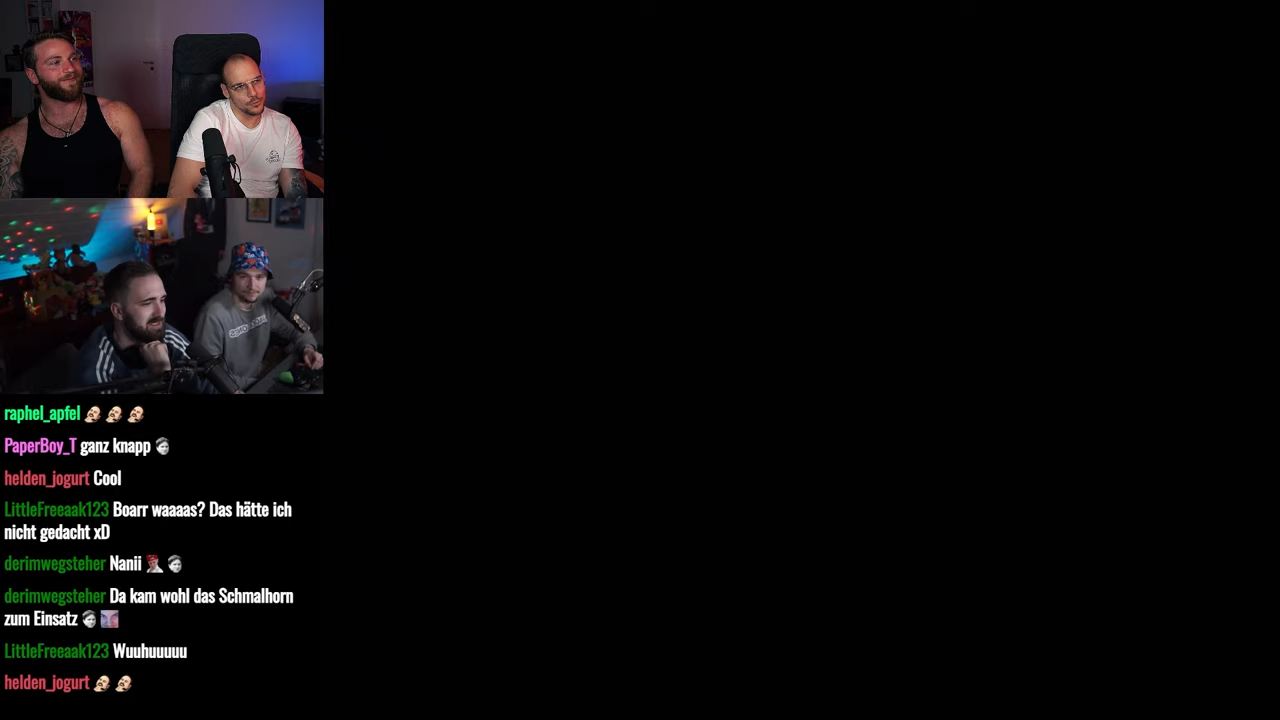 raphel_apfel
PaperBoy_T ganz knapp
helden_jogurt Cool
LittleFreeaak123 Boarr waaaas? Das hätte ich
nicht gedacht xD
derimwegsteher Nanii
derimwegsteher Da kam wohl das Schmalhorn
zum Einsatz
LittleFreeaak123 Wuuhuuuuu
helden_jogurt